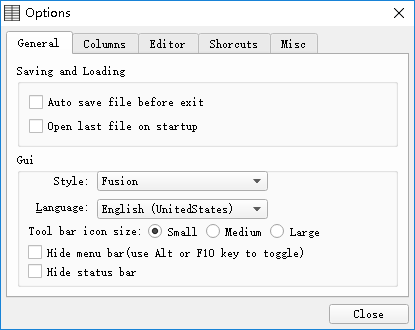 Options
General Columns Editor Shorcuts Misc
Saving and Loading
Auto save file before exit
Open last file on startup
Gui
Style: Fusion
Language: English (UnitedStates)
Tool bar icon size: Small Medium Large
Hide menu bar(use Alt or F10 key to toggle)
Hide status bar
Close